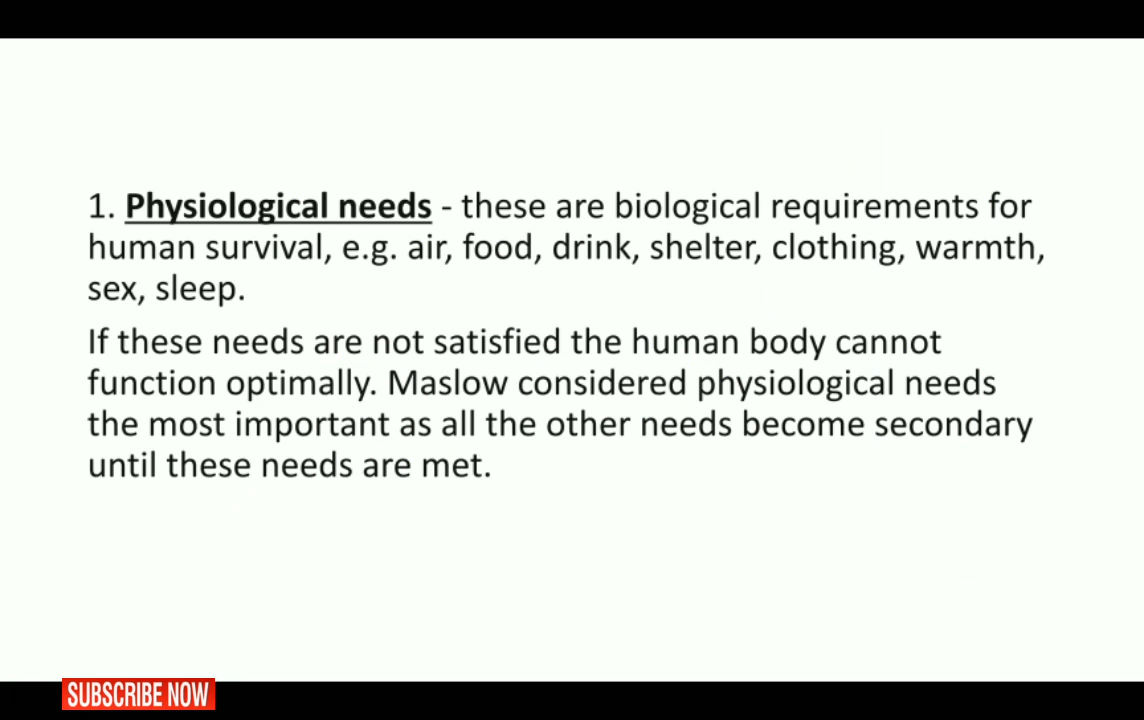 1. Physiological needs - these are biological requirements for
human survival, e.g. air, food, drink, shelter, clothing, warmth,
sex, sleep.
If these needs are not satisfied the human body cannot
function optimally. Maslow considered physiological needs
the most important as all the other needs become secondary
until these needs are met.
SUBSCRIBE NOW